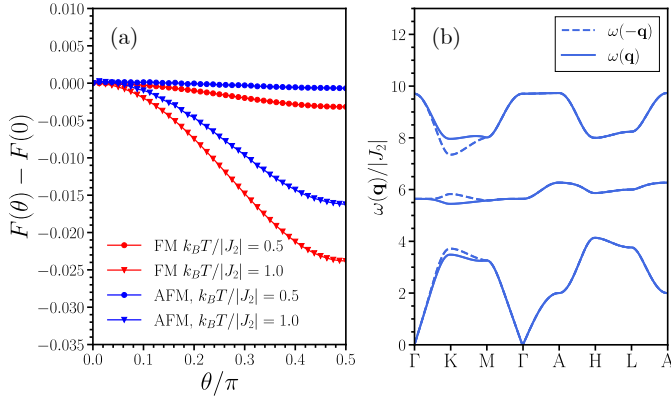 (a)
F(θ) − F(0)
0.010
0.005
0.000
−0.005
−0.010
−0.015
−0.020
−0.025
−0.030
−0.035
FM k_BT/|J_2| = 0.5
FM k_BT/|J_2| = 1.0
AFM, k_BT/|J_2| = 0.5
AFM, k_BT/|J_2| = 1.0
0.0 0.1 0.2 0.3 0.4 0.5
θ/π
(b)
ω(−q)
ω(q)
ω(q)/|J_2|
12
10
8
6
4
2
0
Γ K M Γ A H L A